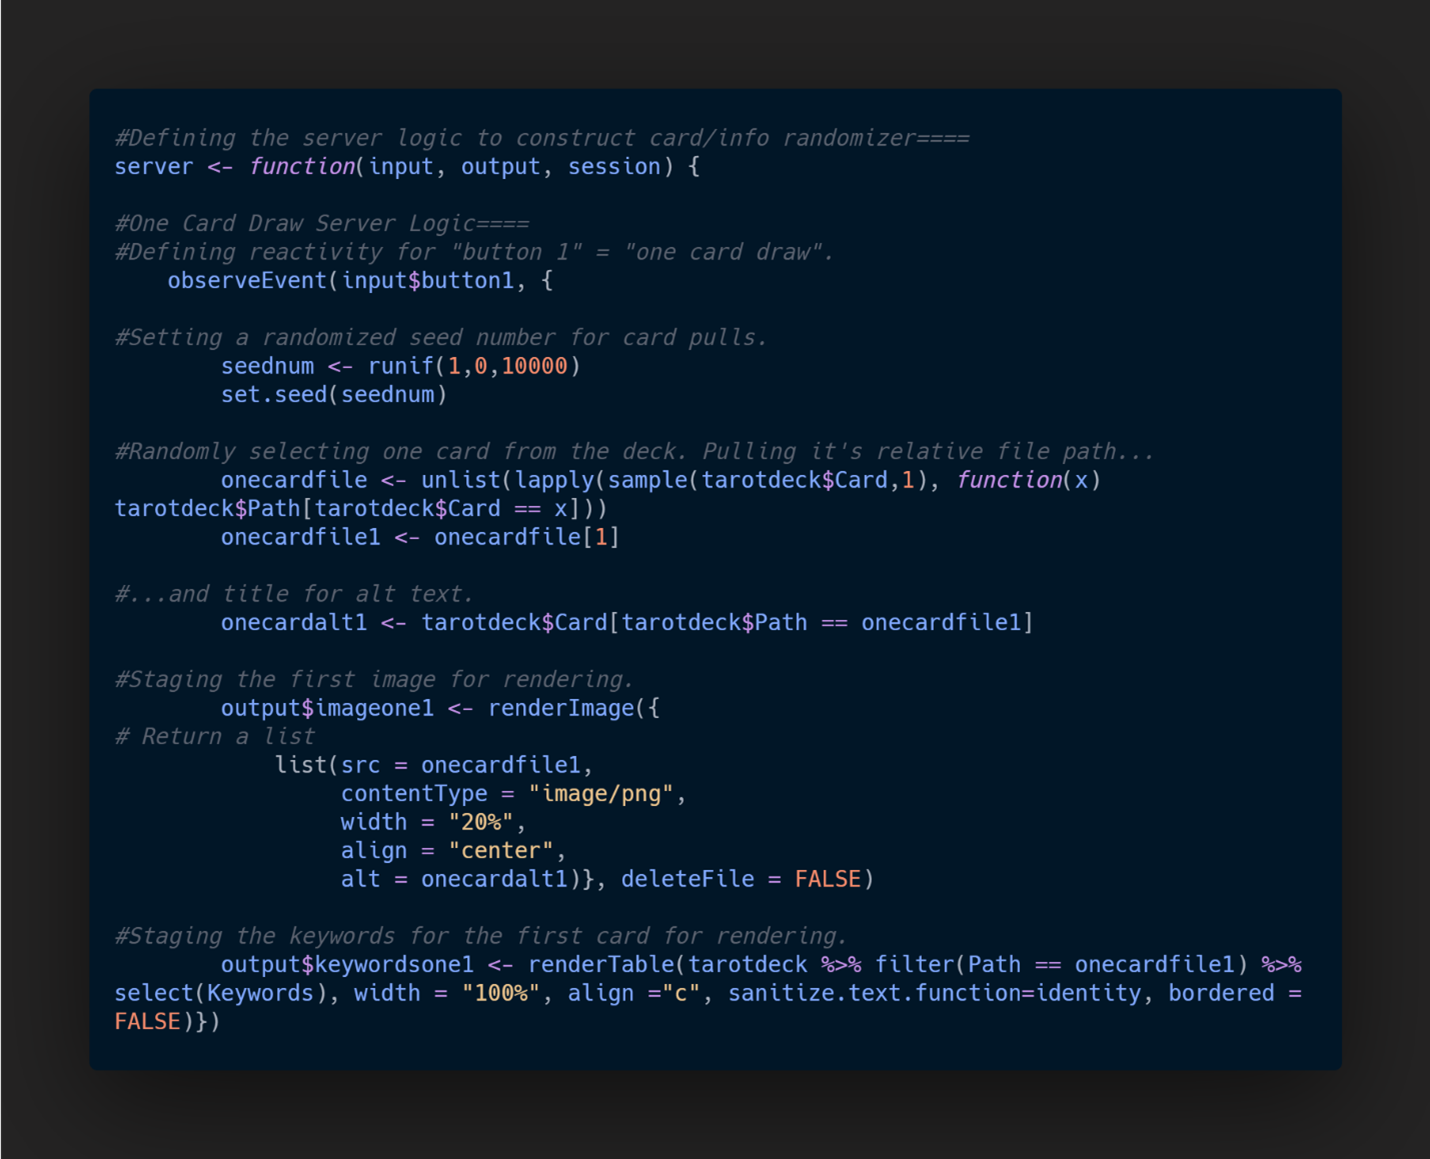 #Defining the server logic to construct card/info randomizer====
server <- function(input, output, session) {
#One Card Draw Server Logic====
#Defining reactivity for "button 1" = "one card draw".
    observeEvent(input$button1, {
#Setting a randomized seed number for card pulls.
        seednum <- runif(1,0,10000)
        set.seed(seednum)
#Randomly selecting one card from the deck. Pulling it's relative file path...
        onecardfile <- unlist(lapply(sample(tarotdeck$Card,1), function(x)
tarotdeck$Path[tarotdeck$Card == x]))
        onecardfile1 <- onecardfile[1]
#...and title for alt text.
        onecardalt1 <- tarotdeck$Card[tarotdeck$Path == onecardfile1]
#Staging the first image for rendering.
        output$imageone1 <- renderImage({
# Return a list
            list(src = onecardfile1,
                 contentType = "image/png",
                 width = "20%",
                 align = "center",
                 alt = onecardalt1)}, deleteFile = FALSE)
#Staging the keywords for the first card for rendering.
        output$keywordsone1 <- renderTable(tarotdeck %>% filter(Path == onecardfile1) %>%
select(Keywords), width = "100%", align ="c", sanitize.text.function=identity, bordered =
FALSE)})